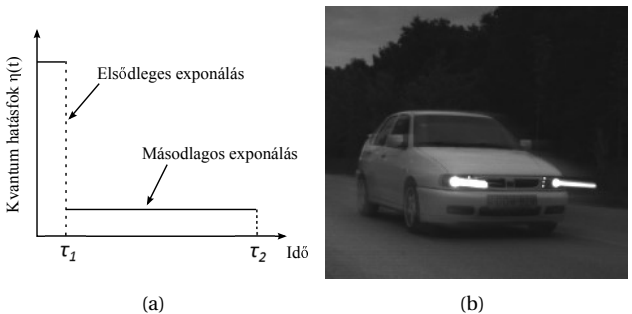 Kvantum hatásfok η(t)
Elsődleges exponálás
Másodlagos exponálás
τ₁
τ₂
Idő
(a)
(b)